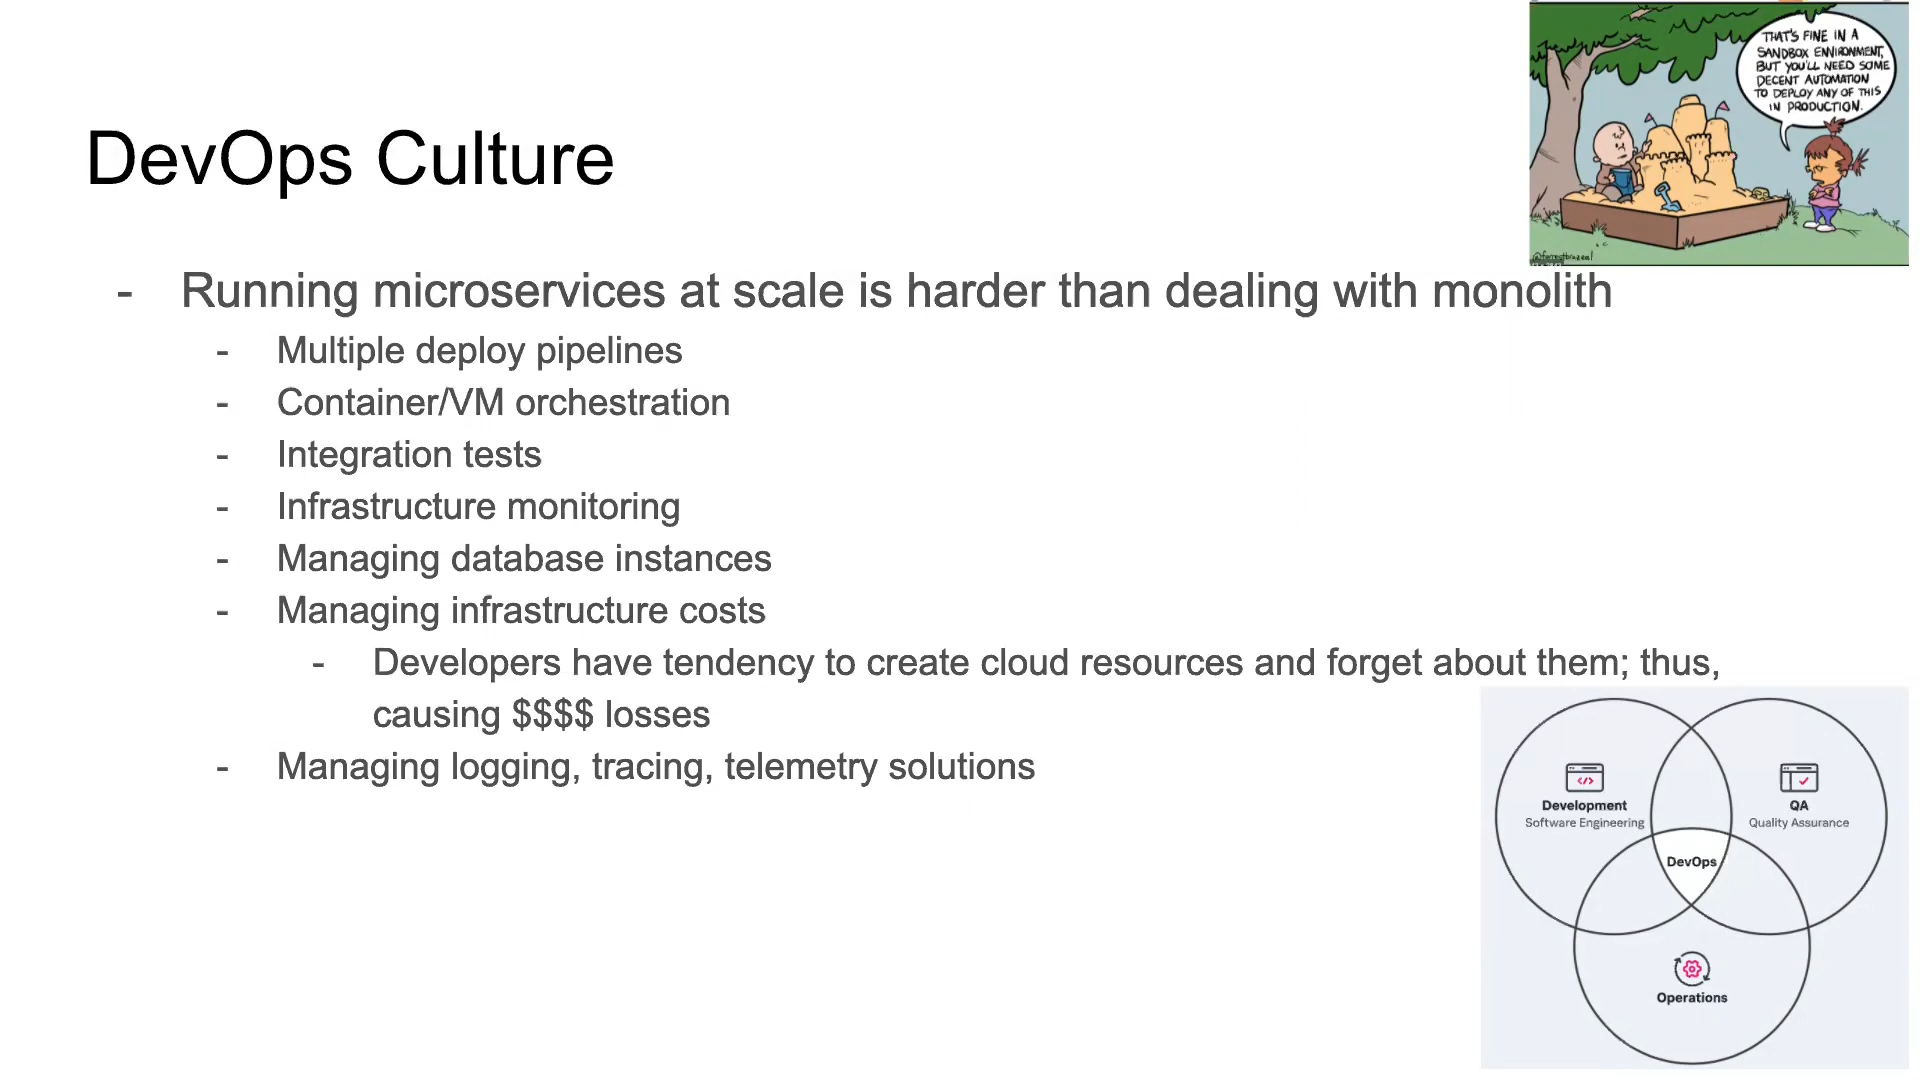 THAT'S FINE IN A
SANDBOX ENVIRONMENT,
BUT YOU'LL NEED SOME
DECENT AUTOMATION
TO DEPLOY ANY OF THIS
IN PRODUCTION.
@forrestbrazeal
DevOps Culture
- Running microservices at scale is harder than dealing with monolith
- Multiple deploy pipelines
- Container/VM orchestration
- Integration tests
- Infrastructure monitoring
- Managing database instances
- Managing infrastructure costs
- Developers have tendency to create cloud resources and forget about them; thus,
causing $$$$ losses
- Managing logging, tracing, telemetry solutions
</>
Development
Software Engineering
QA
Quality Assurance
DevOps
Operations